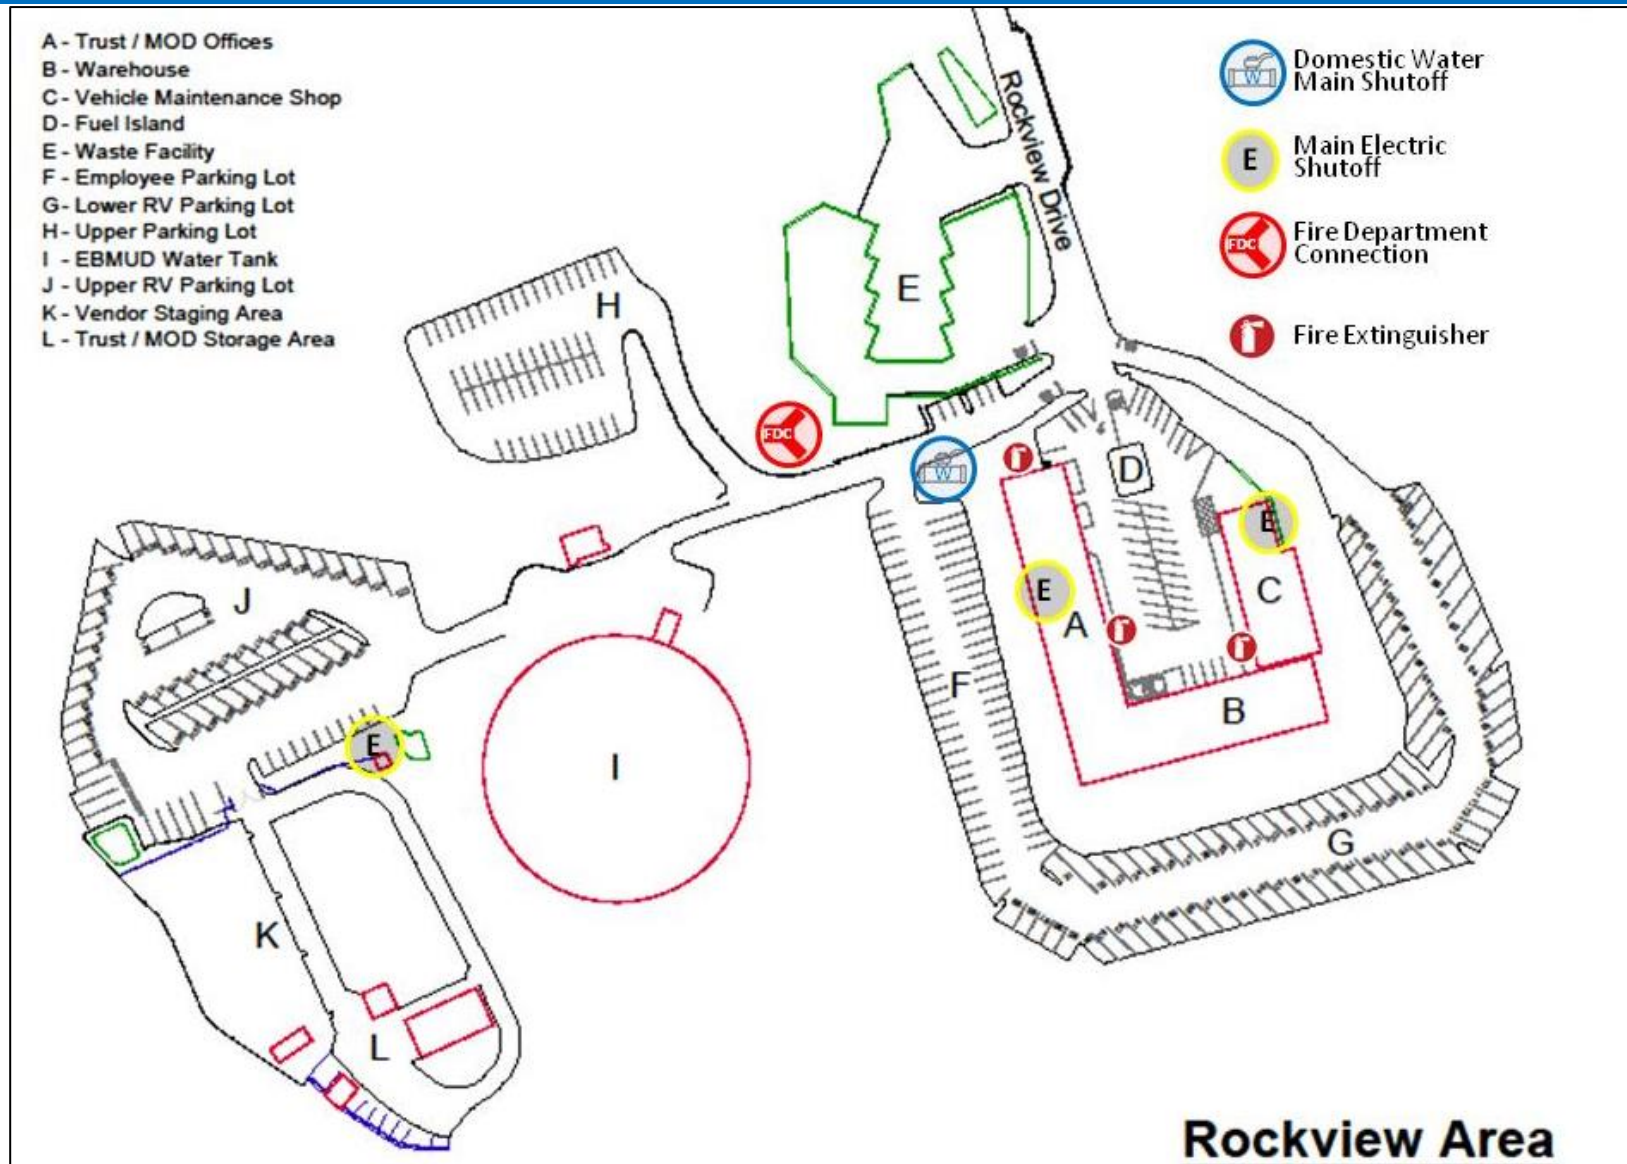 A - Trust / MOD Offices
B - Warehouse
C - Vehicle Maintenance Shop
D - Fuel Island
E - Waste Facility
F - Employee Parking Lot
G - Lower RV Parking Lot
H - Upper Parking Lot
I - EBMUD Water Tank
J - Upper RV Parking Lot
K - Vendor Staging Area
L - Trust / MOD Storage Area
W
Domestic Water
Main Shutoff
E
Main Electric
Shutoff
FDC
Fire Department
Connection
Fire Extinguisher
Rockview Drive
H
E
FDC
W
D
E
E
C
A
J
F
B
E
I
G
K
L
Rockview Area